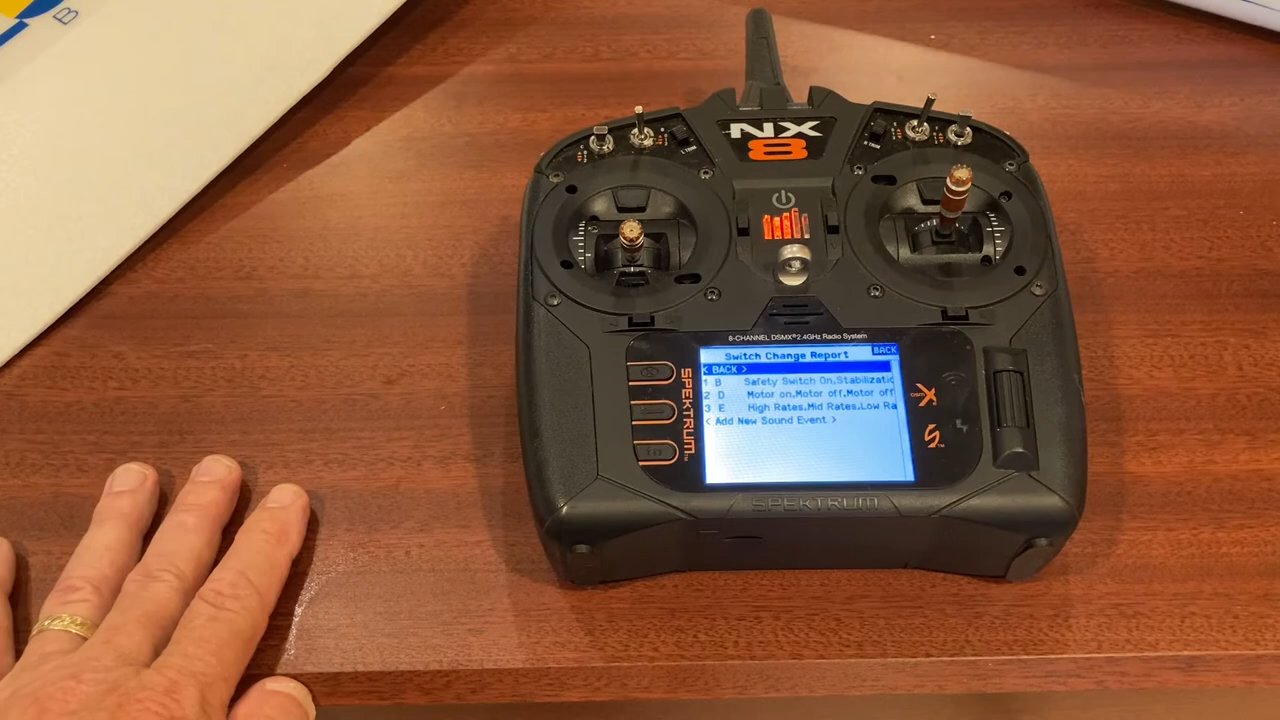 B
NX
8
8-CHANNEL DSMX® 2.4GHz Radio System
Switch Change Report
BACK
< BACK >
1 B Safety Switch On,Stabilizatic
2 D Motor on,Motor off,Motor off
3 E High Rates,Mid Rates,Low Ra
< Add New Sound Event >
SPEKTRUM
SPEKTRUM